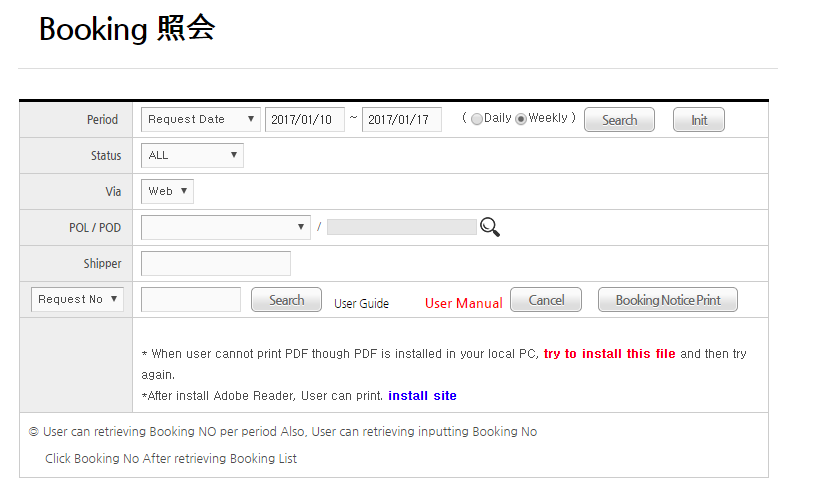 Booking 照会
Period Request Date 2017/01/10 ~ 2017/01/17 ( Daily Weekly ) Search Init
Status ALL
Via Web
POL / POD /
Shipper
Request No Search User Guide User Manual Cancel Booking Notice Print
* When user cannot print PDF though PDF is installed in your local PC, try to install this file and then try
again.
*After install Adobe Reader, User can print. install site
◎ User can retrieving Booking NO per period Also, User can retrieving inputting Booking No
Click Booking No After retrieving Booking List